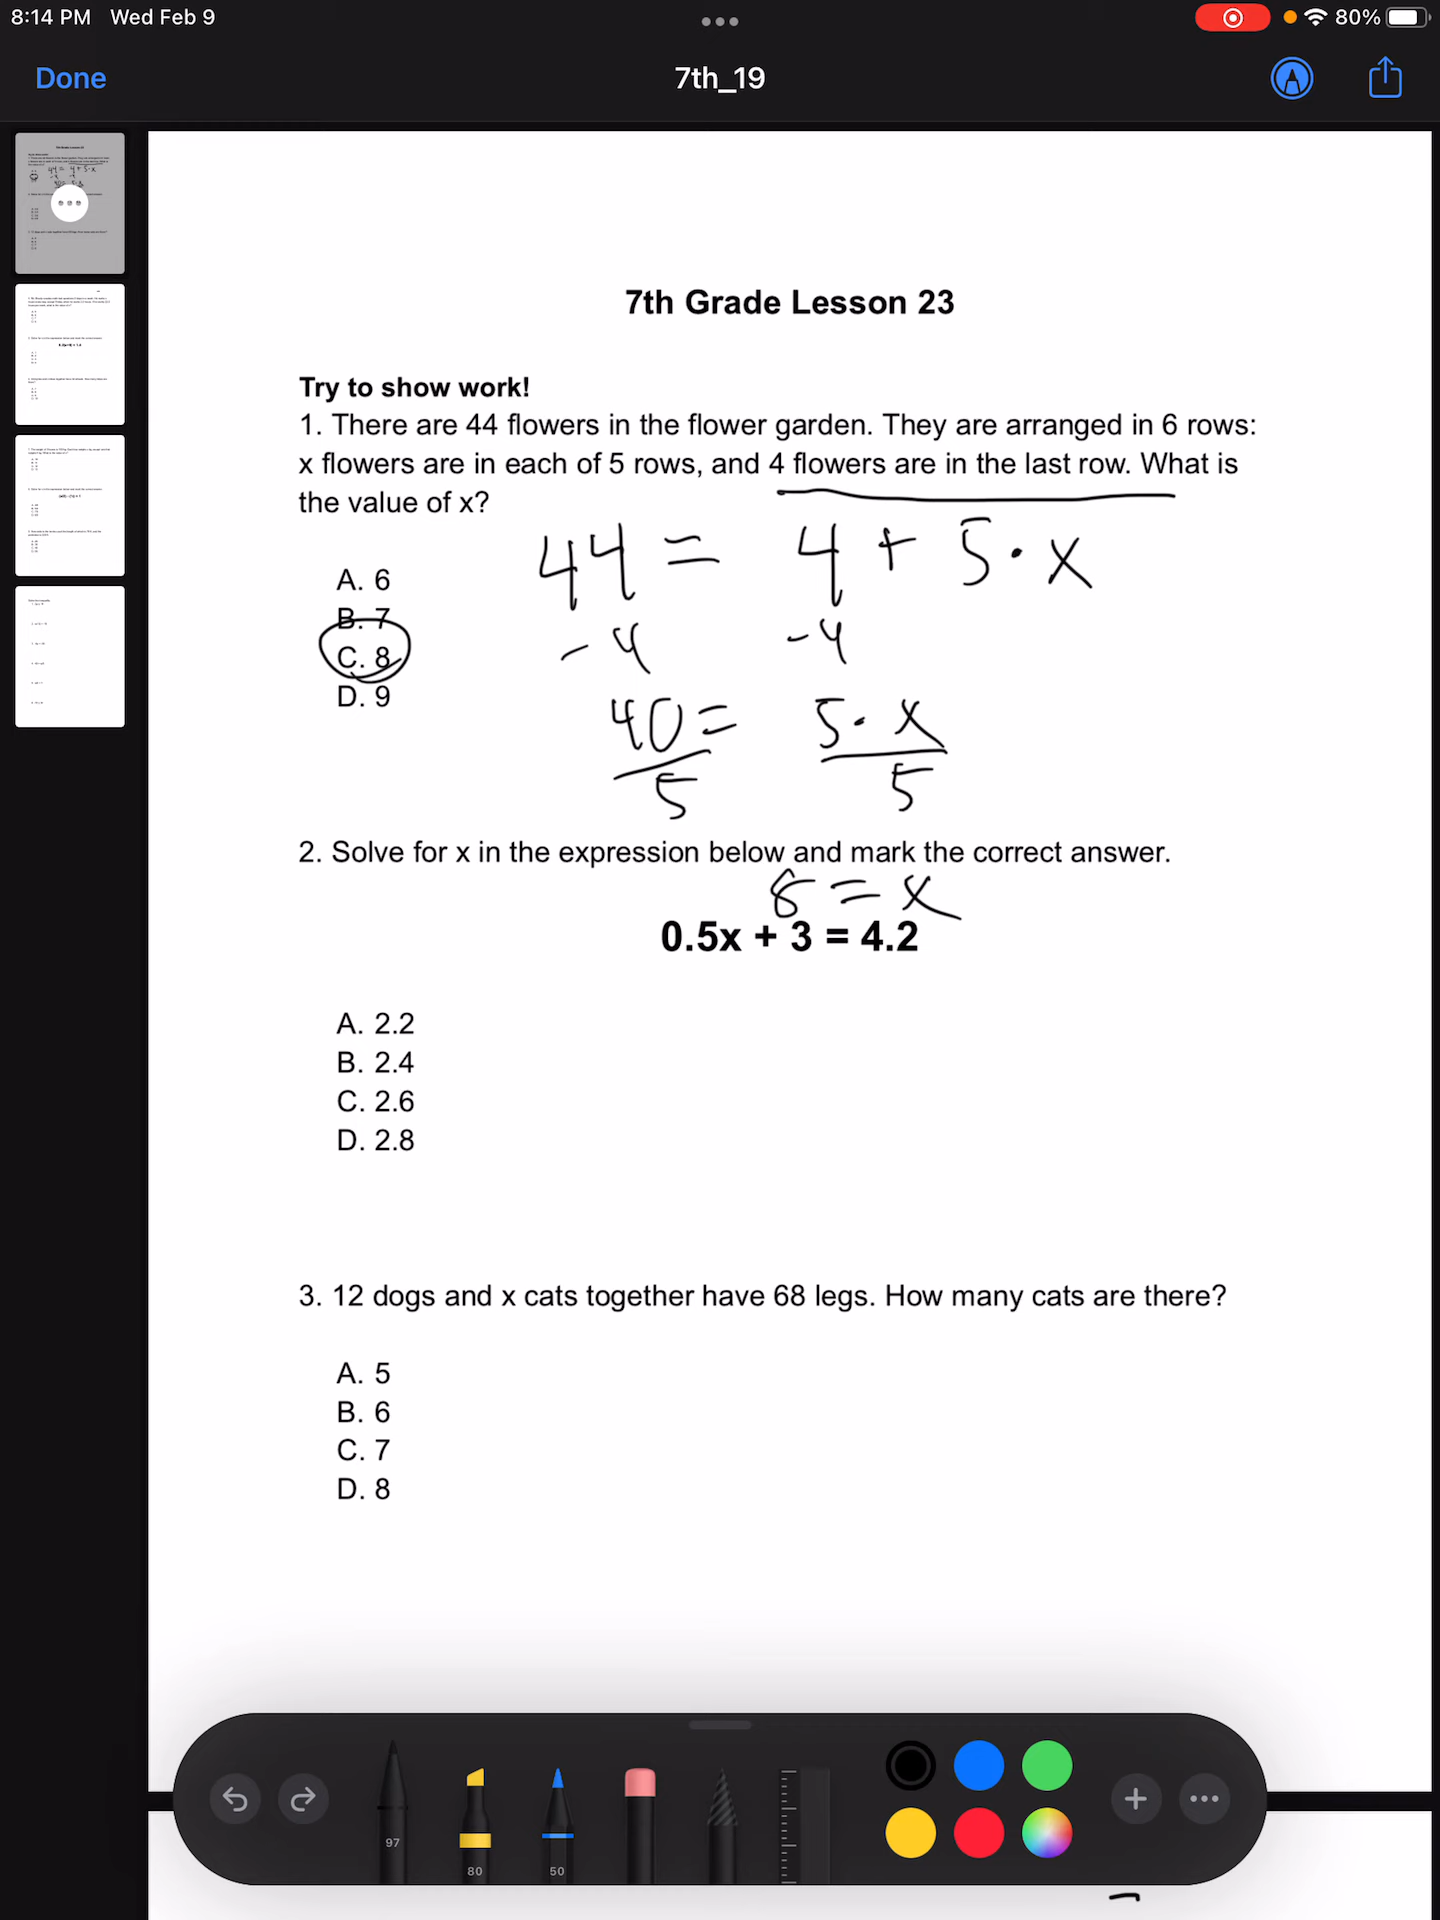 8:14 PM Wed Feb 9
80%
Done
7th_19
7th Grade Lesson 23
Try to show work!
1. There are 44 flowers in the flower garden. They are arranged in 6 rows:
x flowers are in each of 5 rows, and 4 flowers are in the last row. What is
the value of x?
44 = 4 + 5 · x
A. 6
B. 7
- 4 - 4
C. 8
D. 9
40 = 5 · x
5 5
2. Solve for x in the expression below and mark the correct answer.
8 = x
0.5x + 3 = 4.2
A. 2.2
B. 2.4
C. 2.6
D. 2.8
3. 12 dogs and x cats together have 68 legs. How many cats are there?
A. 5
B. 6
C. 7
D. 8
97
80
50